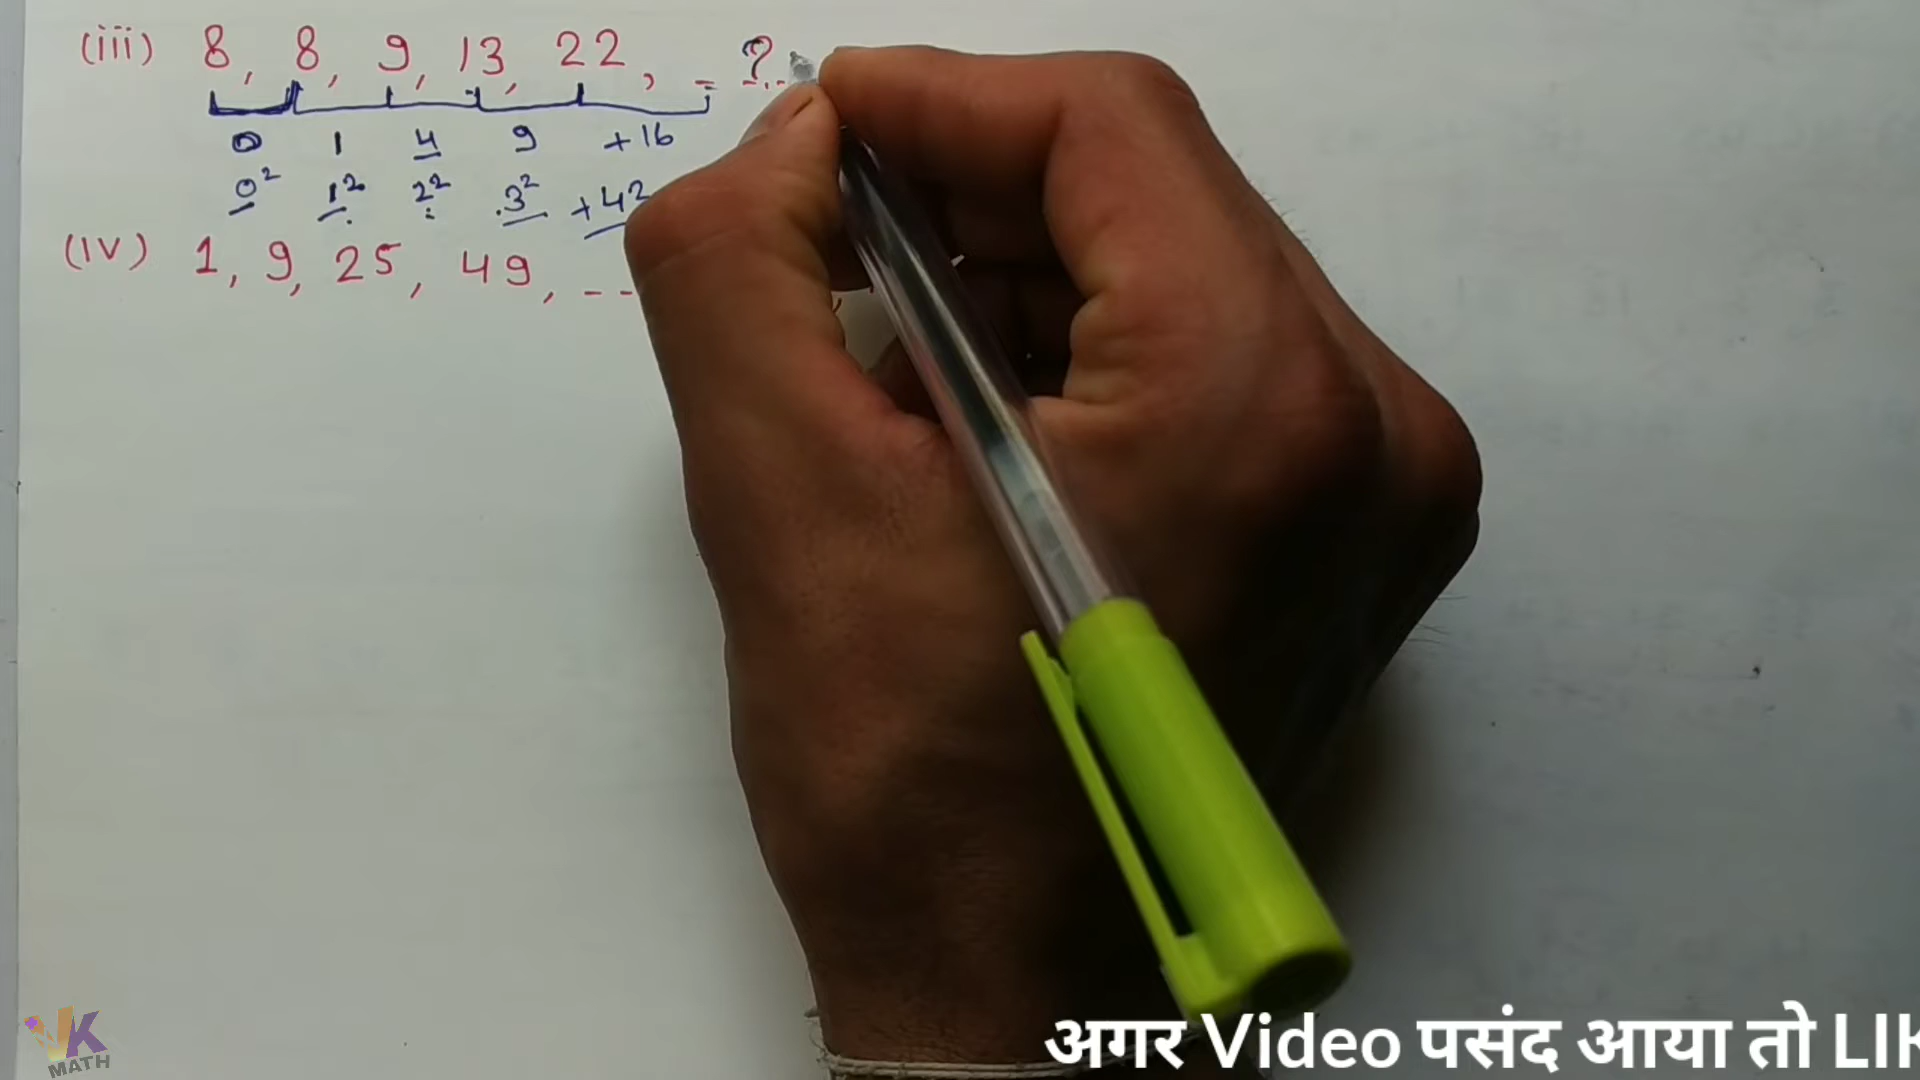 (iii) 8, 8, 9, 13, 22, - ?
0 1 4 9 +16
0² 1² 2² .3² +4²
(iv) 1, 9, 25, 49, --
VK
MATH
अगर Video पसंद आया तो LIK